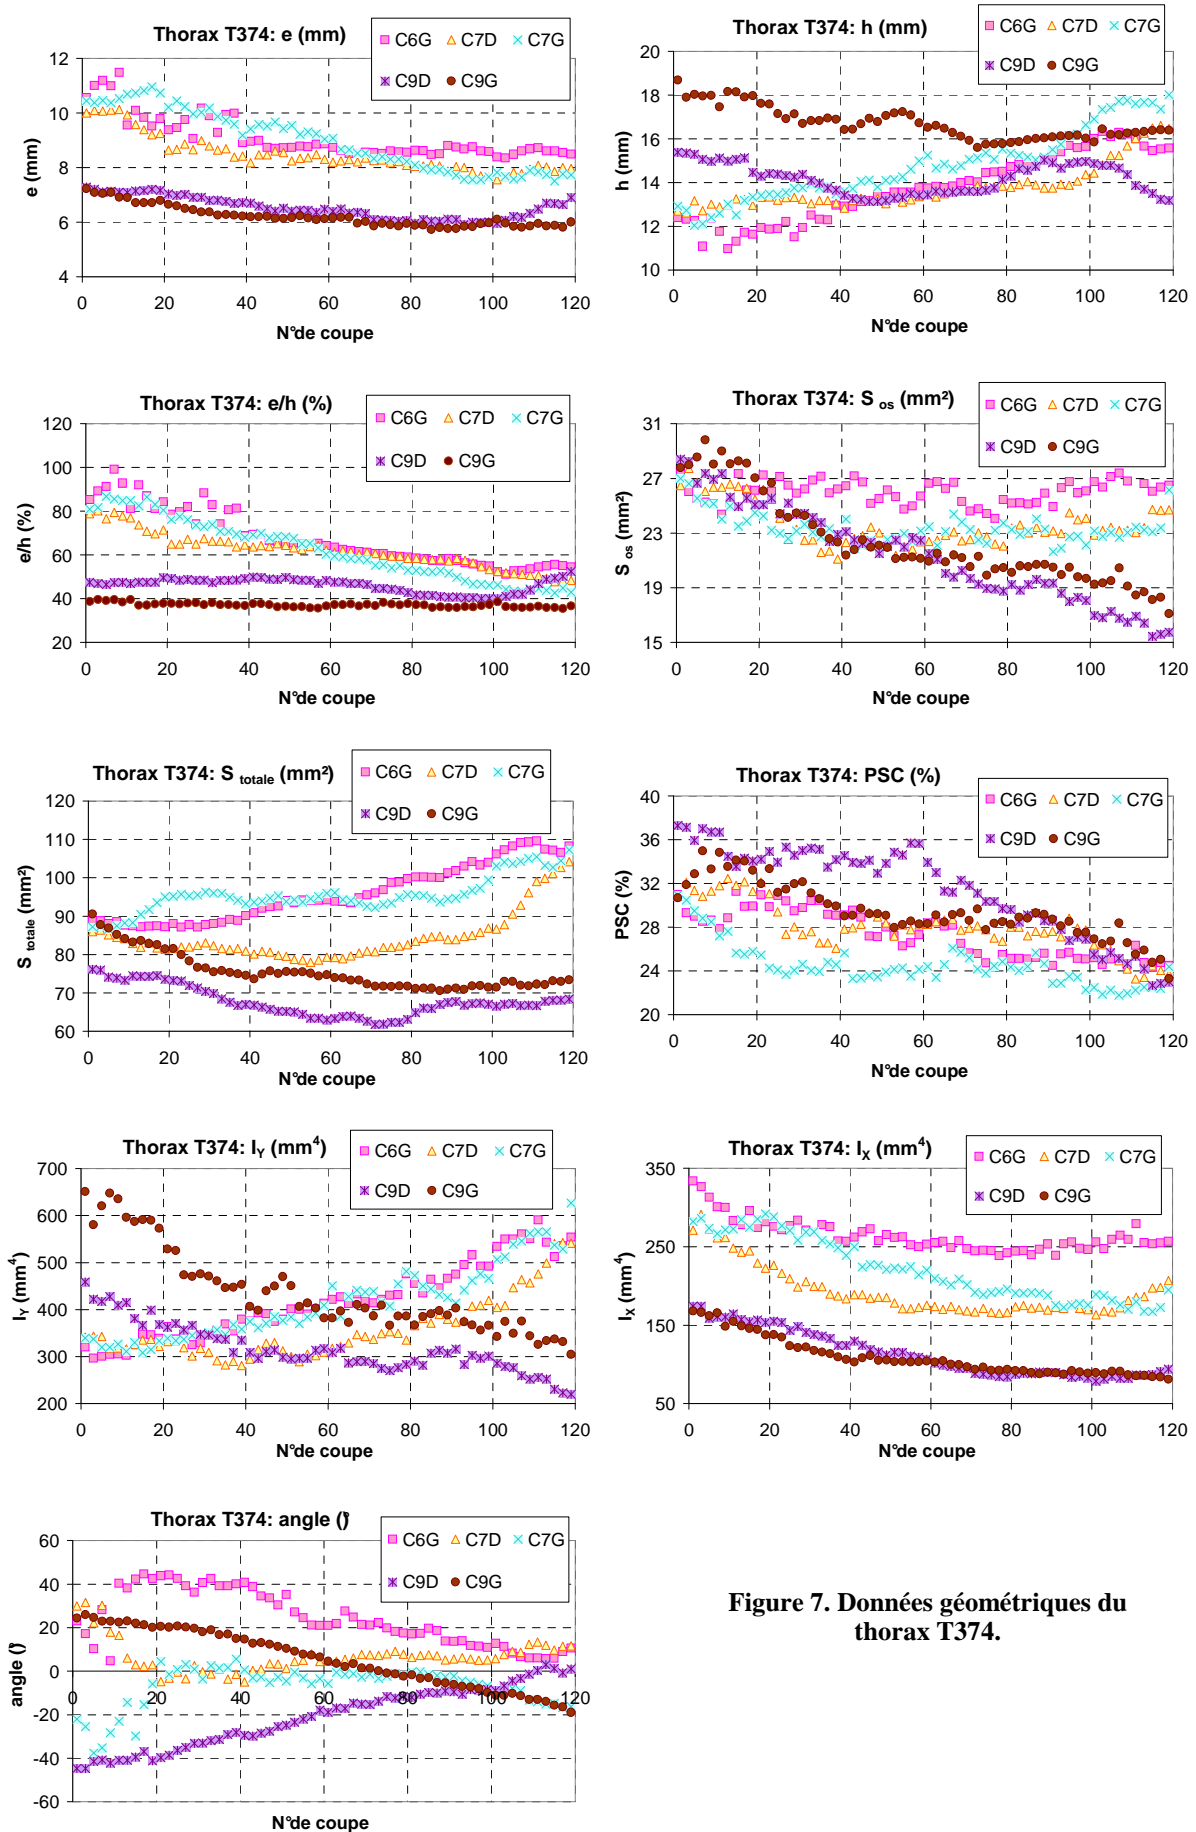 Thorax T374: e (mm)
C6G C7D C7G
C9D C9G
12
10
8
6
4
e (mm)
0 20 40 60 80 100 120
N°de coupe
Thorax T374: h (mm)
C6G C7D C7G
C9D C9G
20
18
16
14
12
10
h (mm)
0 20 40 60 80 100 120
N°de coupe
Thorax T374: e/h (%)
C6G C7D C7G
C9D C9G
120
100
80
60
40
20
e/h (%)
0 20 40 60 80 100 120
N°de coupe
Thorax T374: S os (mm²)
C6G C7D C7G
C9D C9G
31
27
23
19
15
S os (mm²)
0 20 40 60 80 100 120
N°de coupe
Thorax T374: S totale (mm²)
C6G C7D C7G
C9D C9G
120
110
100
90
80
70
60
S totale (mm²)
0 20 40 60 80 100 120
N°de coupe
Thorax T374: PSC (%)
C6G C7D C7G
C9D C9G
40
36
32
28
24
20
PSC (%)
0 20 40 60 80 100 120
N°de coupe
Thorax T374: IY (mm4)
C6G C7D C7G
C9D C9G
700
600
500
400
300
200
IY (mm4)
0 20 40 60 80 100 120
N°de coupe
Thorax T374: IX (mm4)
C6G C7D C7G
C9D C9G
350
250
150
50
IX (mm4)
0 20 40 60 80 100 120
N°de coupe
Thorax T374: angle (°)
C6G C7D C7G
C9D C9G
60
40
20
0
-20
-40
-60
angle (°)
0 20 40 60 80 100 120
N°de coupe
Figure 7. Données géométriques du
thorax T374.